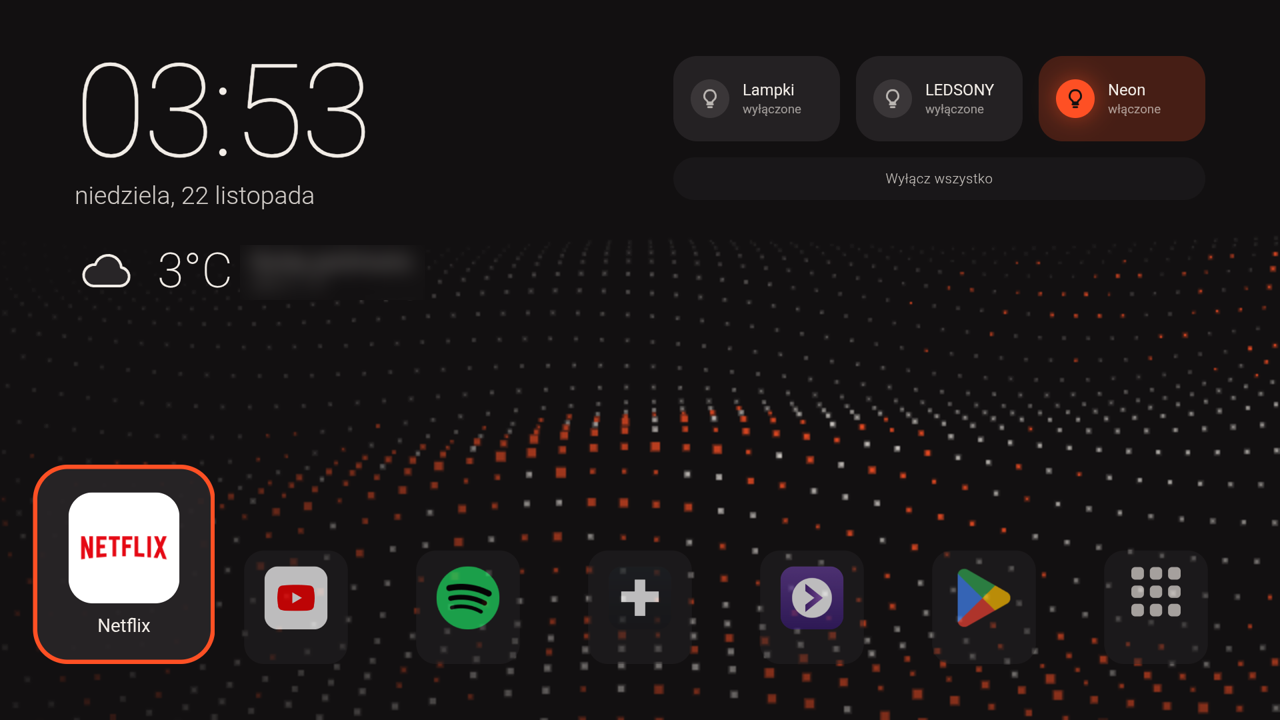 03:53
niedziela, 22 listopada
3°C
Lampki
wyłączone
LEDSONY
wyłączone
Neon
włączone
Wyłącz wszystko
NETFLIX
Netflix